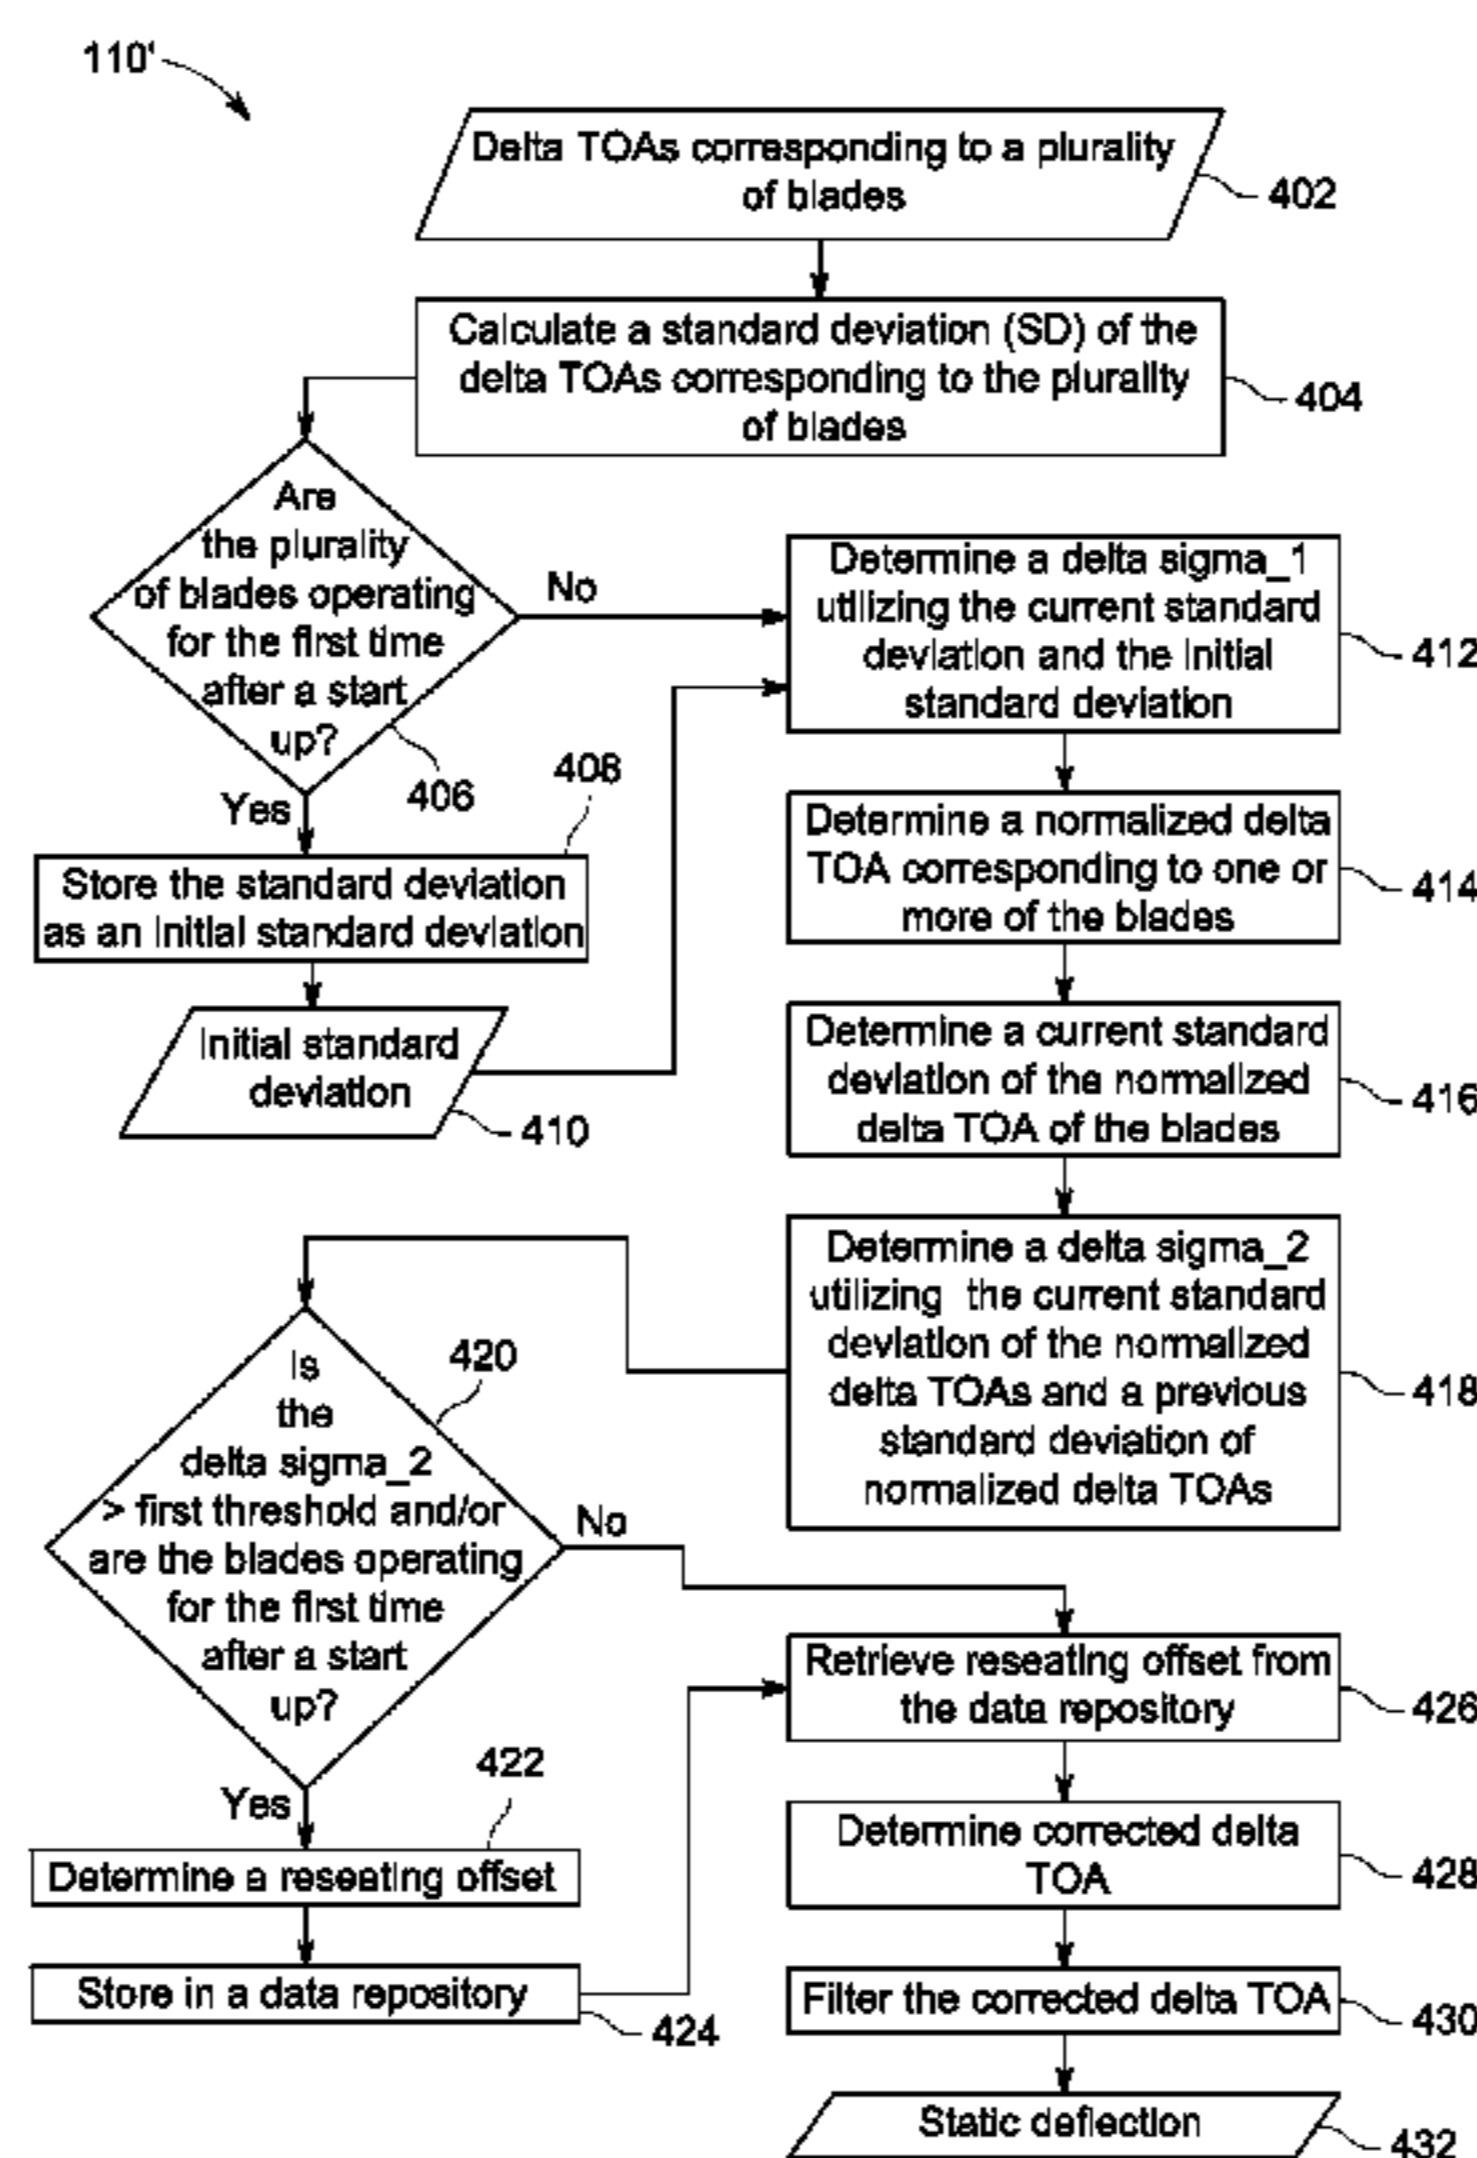 110'
Delta TOAs corresponding to a plurality
of blades
402
Calculate a standard deviation (SD) of the
delta TOAs corresponding to the plurality
of blades
404
Are
the plurality
of blades operating
for the first time
after a start
up?
406
No
Yes
408
Store the standard deviation
as an initial standard deviation
Initial standard
deviation
410
Determine a delta sigma_1
utilizing the current standard
deviation and the initial
standard deviation
412
Determine a normalized delta
TOA corresponding to one or
more of the blades
414
Determine a current standard
deviation of the normalized
delta TOA of the blades
416
Determine a delta sigma_2
utilizing the current standard
deviation of the normalized
delta TOAs and a previous
standard deviation of
normalized delta TOAs
418
Is
the
delta sigma_2
> first threshold and/or
are the blades operating
for the first time
after a start
up?
420
No
Yes
422
Determine a reseating offset
Store in a data repository
424
Retrieve reseating offset from
the data repository
426
Determine corrected delta
TOA
428
Filter the corrected delta TOA
430
Static deflection
432